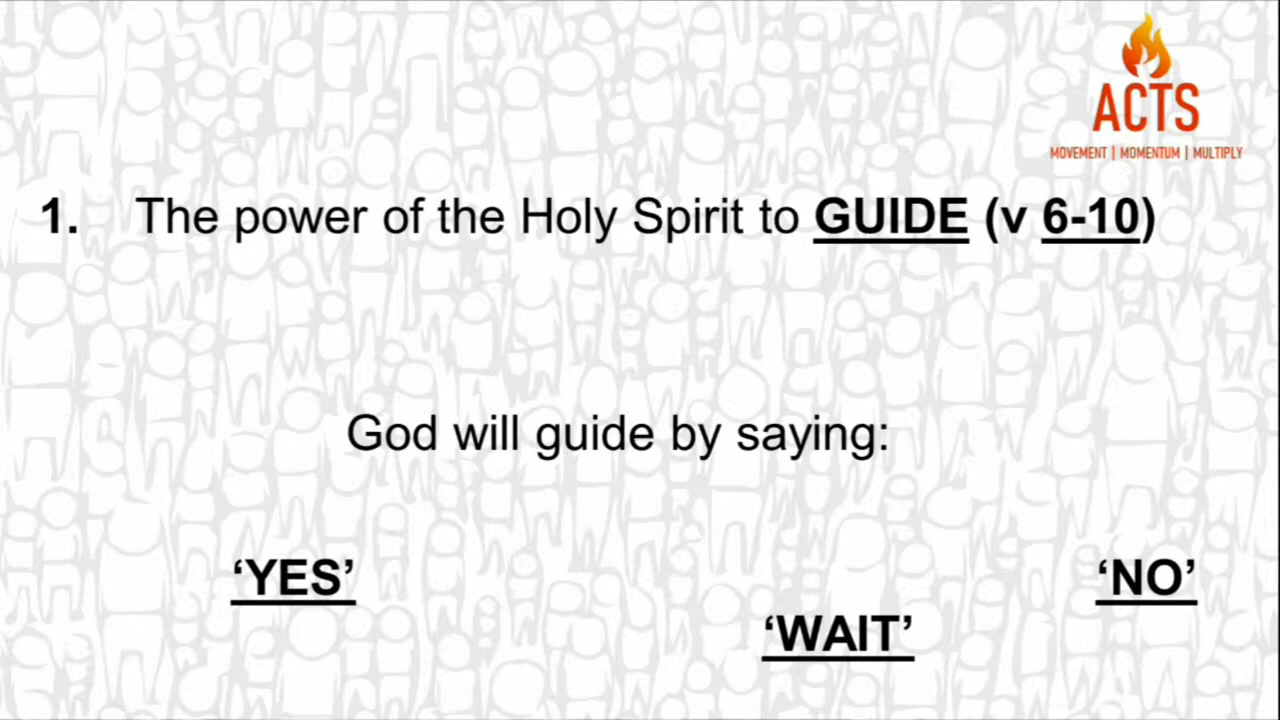 ACTS
MOVEMENT | MOMENTUM | MULTIPLY
1. The power of the Holy Spirit to GUIDE (v 6-10)
God will guide by saying:
‘YES’
‘NO’
‘WAIT’